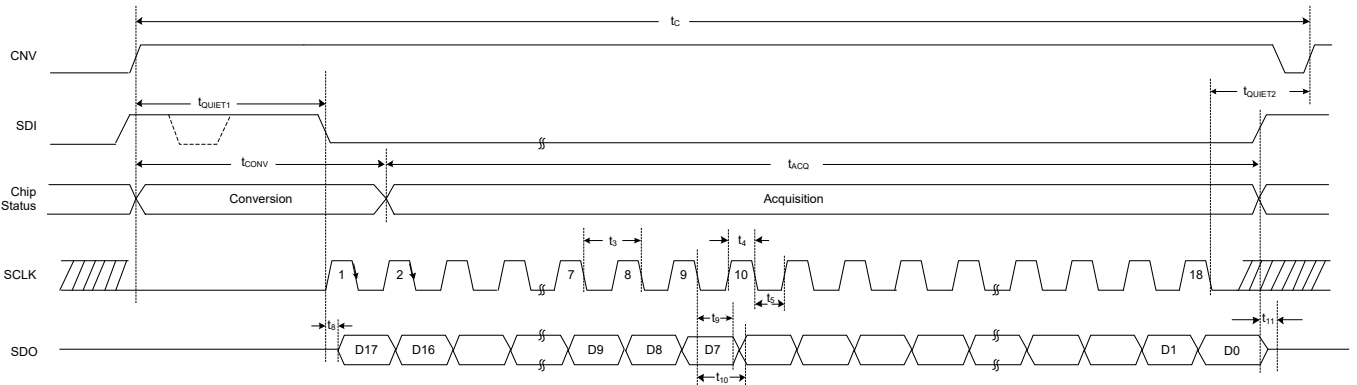 tC
CNV
tQUIET2
tQUIET1
SDI
tCONV
tACQ
Chip
Status
Conversion
Acquisition
t3
t4
SCLK
1
2
7
8
9
10
18
t5
t8
t9
t11
SDO
D17
D16
D9
D8
D7
D1
D0
t10